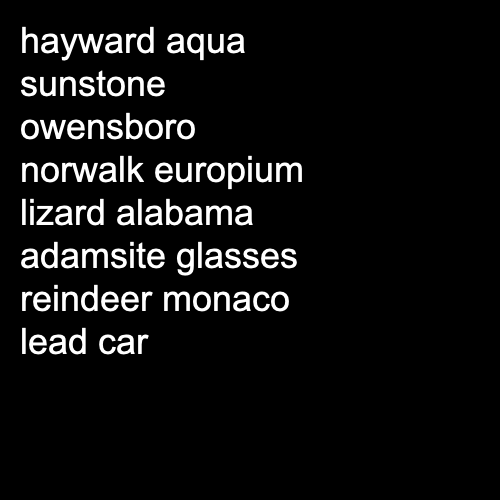 hayward aqua
sunstone
owensboro
norwalk europium
lizard alabama
adamsite glasses
reindeer monaco
lead car